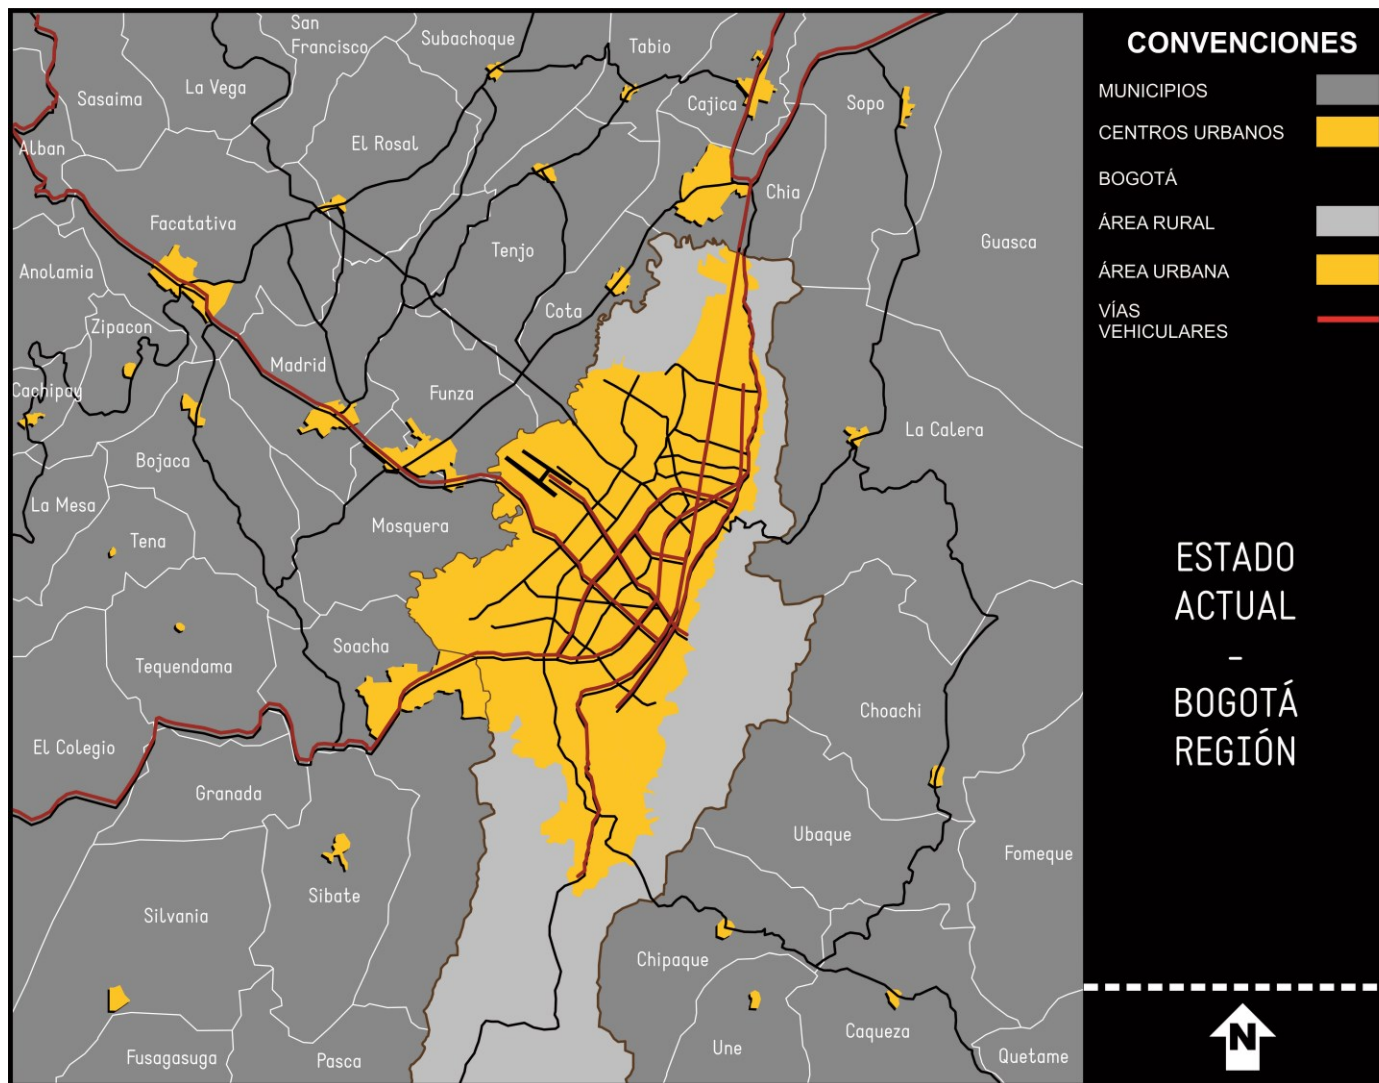 San
Francisco
Subachoque
Tabio
La Vega
Sasaima
Cajica
Sopo
El Rosal
Alban
Chia
Facatativa
Guasca
Tenjo
Anolamia
Cota
Zipacon
Madrid
Funza
Cachipay
La Calera
Bojaca
La Mesa
Mosquera
Tena
Soacha
Tequendama
Choachi
El Colegio
Granada
Ubaque
Fomeque
Sibate
Silvania
Chipaque
Caqueza
Une
Quetame
Fusagasuga
Pasca
CONVENCIONES
MUNICIPIOS
CENTROS URBANOS
BOGOTÁ
ÁREA RURAL
ÁREA URBANA
VÍAS
VEHICULARES
ESTADO
ACTUAL
-
BOGOTÁ
REGIÓN
N